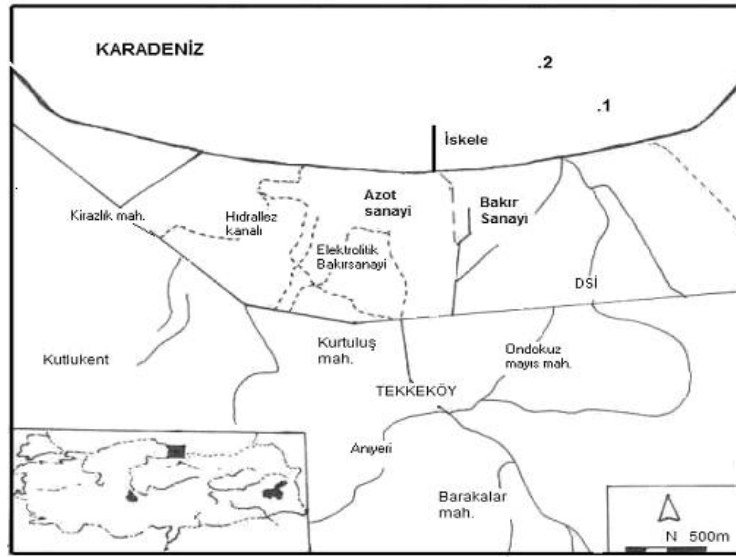 KARADENİZ
.2
.1
İskele
Azot
sanayi
Bakır
Sanayi
Kirazlık mah.
Hıdrallez
kanalı
Elektrolitik
Bakırsanayi
DSİ
Kutlukent
Kurtuluş
mah.
Ondokuz
mayıs mah.
TEKKEKÖY
Anıyeri
Barakalar
mah.
N 500m